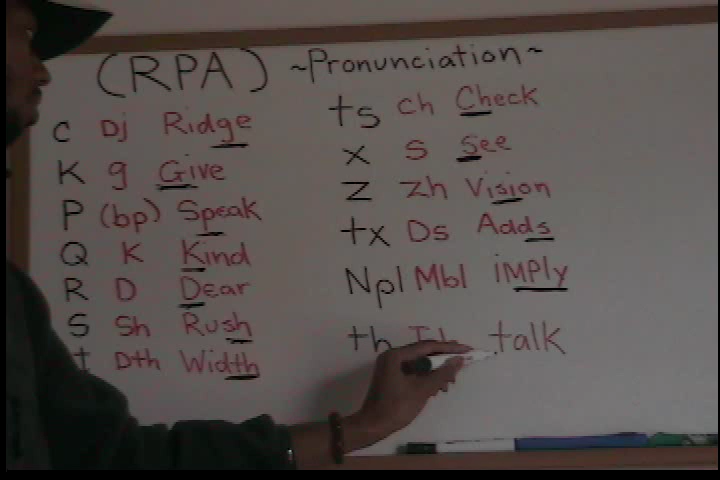 (RPA) ~Pronunciation~
C Dj Ridge
K g Give
P (bp) Speak
Q K Kind
R D Dear
S Sh Rush
t Dth Width
ts ch Check
x s See
z zh Vision
tx Ds Adds
Npl Mbl iMPly
th talk